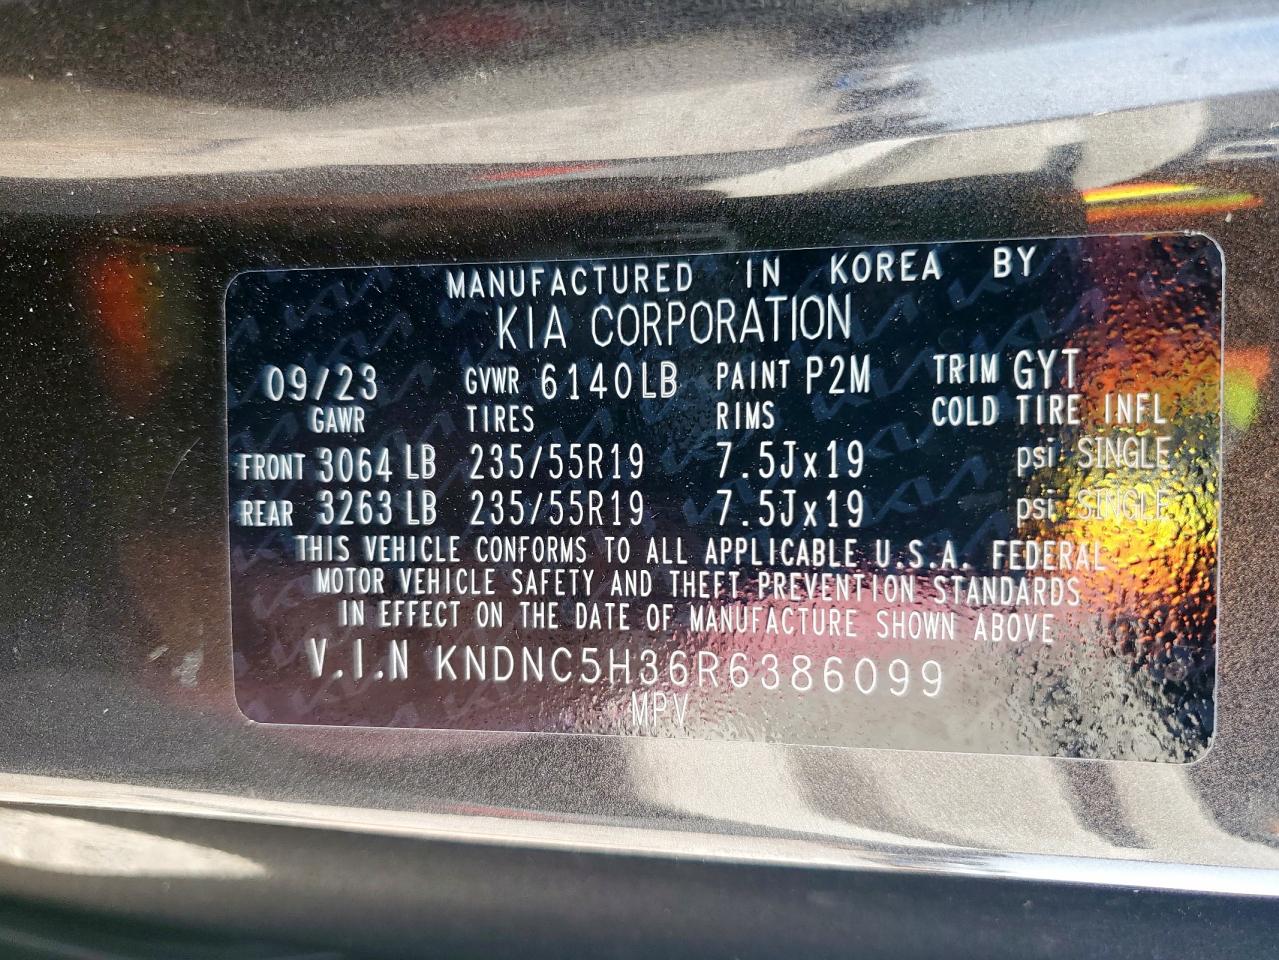 MANUFACTURED IN KOREA BY
KIA CORPORATION
09/23 GVWR 6140LB PAINT P2M TRIM GYT
GAWR TIRES RIMS COLD TIRE INFL
FRONT 3064 LB 235/55R19 7.5Jx19 psi SINGLE
REAR 3263 LB 235/55R19 7.5Jx19 psi SINGLE
THIS VEHICLE CONFORMS TO ALL APPLICABLE U.S.A. FEDERAL
MOTOR VEHICLE SAFETY AND THEFT PREVENTION STANDARDS
IN EFFECT ON THE DATE OF MANUFACTURE SHOWN ABOVE
V.I.N KNDNC5H36R6386099
MPV